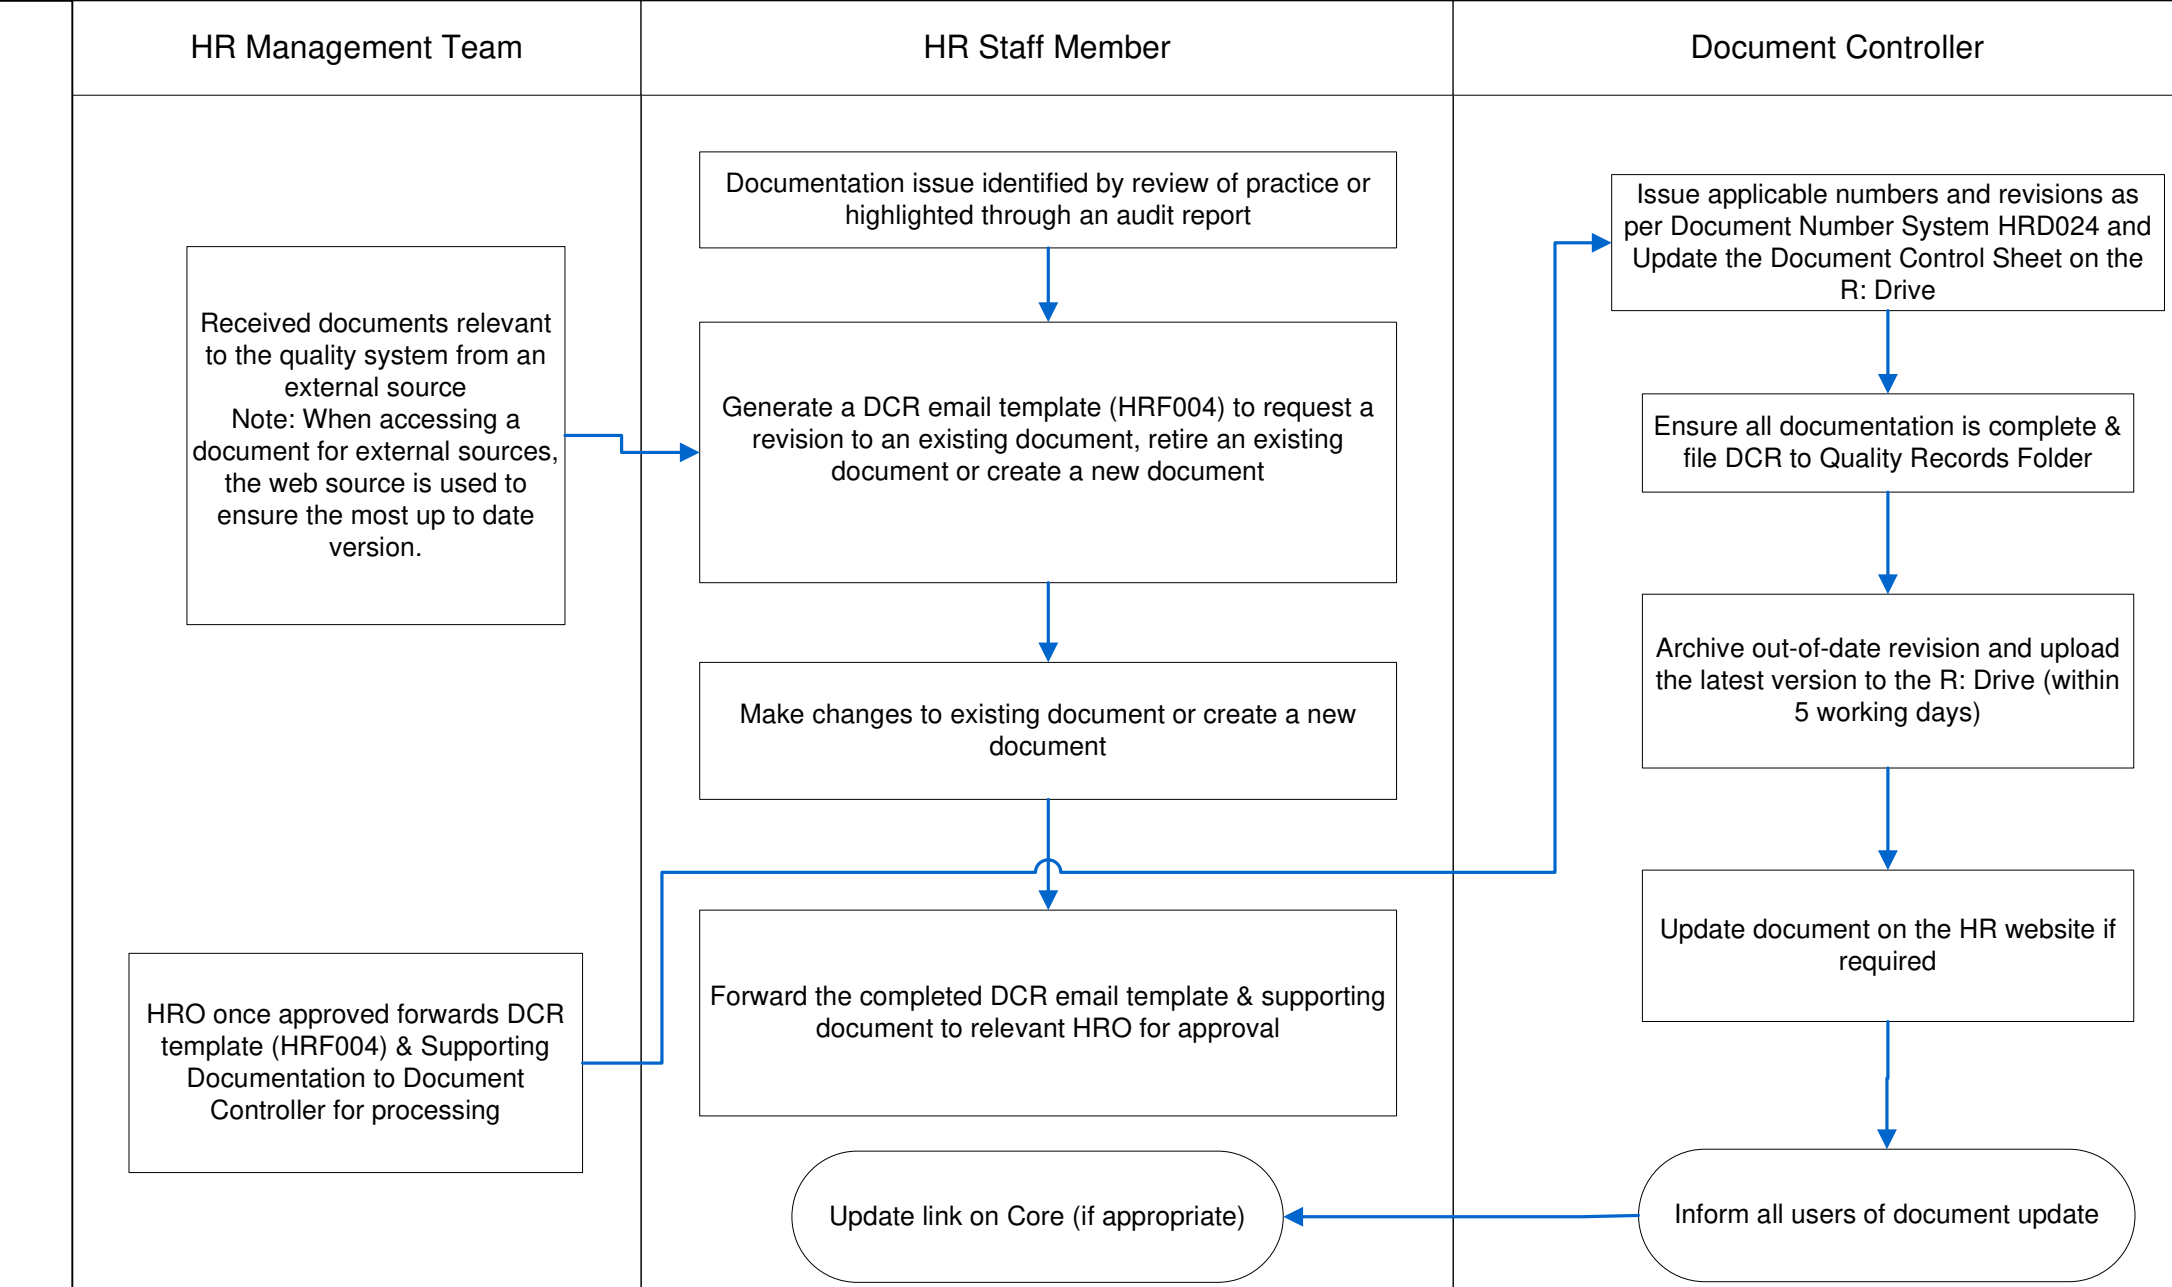 HR Management Team
HR Staff Member
Document Controller
Documentation issue identified by review of practice or
highlighted through an audit report
Issue applicable numbers and revisions as
per Document Number System HRD024 and
Update the Document Control Sheet on the
R: Drive
Received documents relevant
to the quality system from an
external source
Note: When accessing a
document for external sources,
the web source is used to
ensure the most up to date
version.
Generate a DCR email template (HRF004) to request a
revision to an existing document, retire an existing
document or create a new document
Ensure all documentation is complete &
file DCR to Quality Records Folder
Make changes to existing document or create a new
document
Archive out-of-date revision and upload
the latest version to the R: Drive (within
5 working days)
Update document on the HR website if
required
HRO once approved forwards DCR
template (HRF004) & Supporting
Documentation to Document
Controller for processing
Forward the completed DCR email template & supporting
document to relevant HRO for approval
Update link on Core (if appropriate)
Inform all users of document update